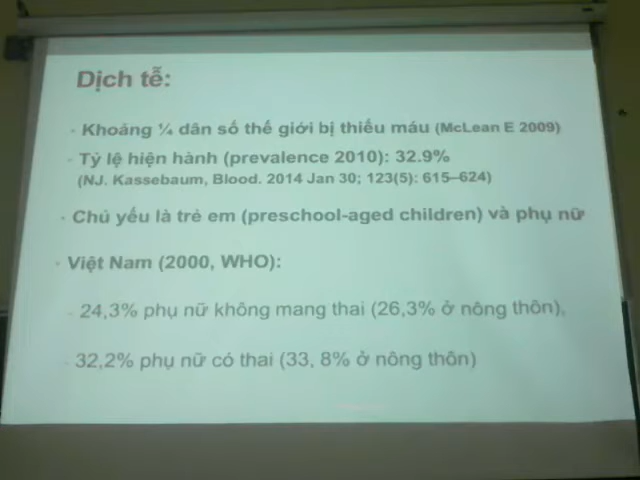 Dịch tễ:
- Khoảng ¼ dân số thế giới bị thiếu máu (McLean E 2009)
- Tỷ lệ hiện hành (prevalence 2010): 32.9%
(NJ. Kassebaum, Blood. 2014 Jan 30; 123(5): 615–624)
- Chủ yếu là trẻ em (preschool-aged children) và phụ nữ
- Việt Nam (2000, WHO):
- 24,3% phụ nữ không mang thai (26,3% ở nông thôn),
- 32,2% phụ nữ có thai (33, 8% ở nông thôn)